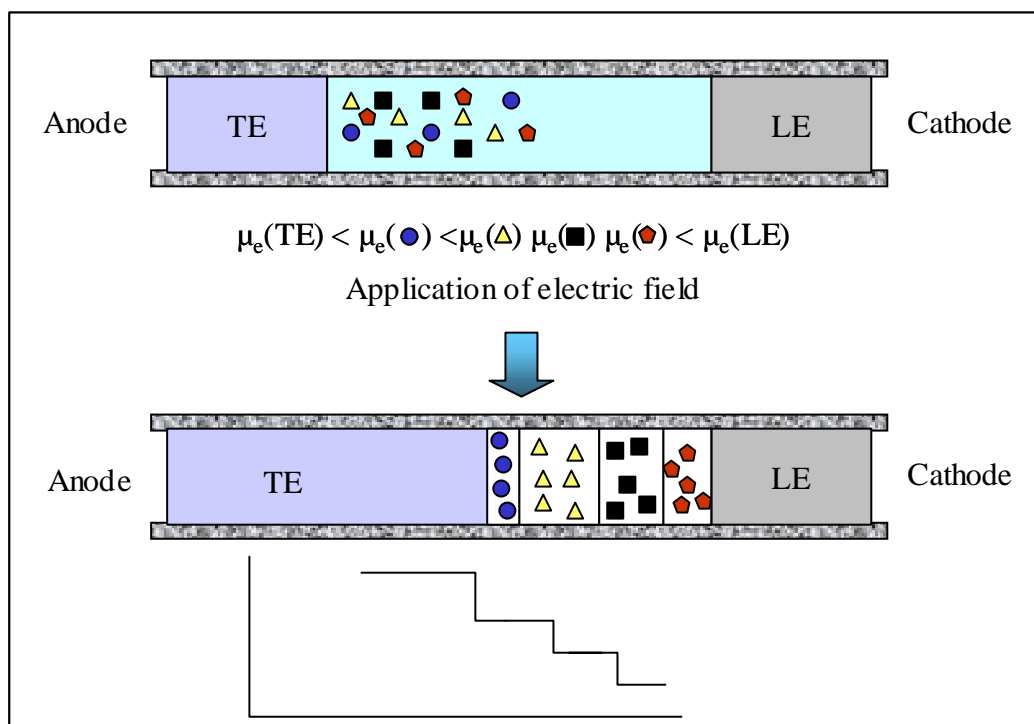 Anode TE LE Cathode
μₑ(TE) < μₑ(●) <μₑ(△) μₑ(■) μₑ(⬟) < μₑ(LE)
Application of electric field
Anode TE LE Cathode